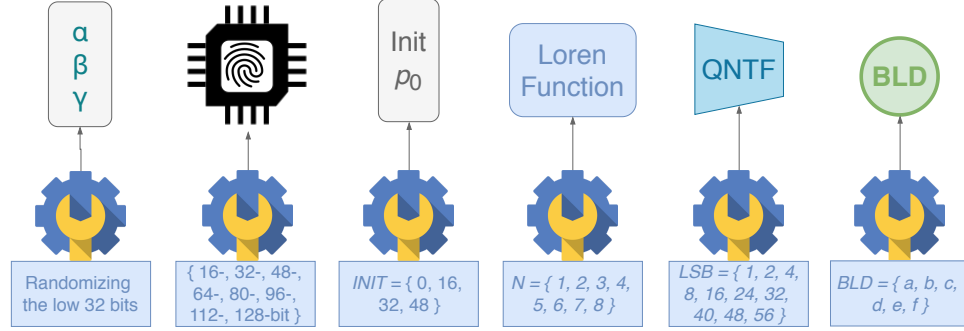 α
β
γ
Init
p0
Loren
Function
QNTF
BLD
Randomizing
the low 32 bits
{ 16-, 32-, 48-,
64-, 80-, 96-,
112-, 128-bit }
INIT = { 0, 16,
32, 48 }
N = { 1, 2, 3, 4,
5, 6, 7, 8 }
LSB = { 1, 2, 4,
8, 16, 24, 32,
40, 48, 56 }
BLD = { a, b, c,
d, e, f }